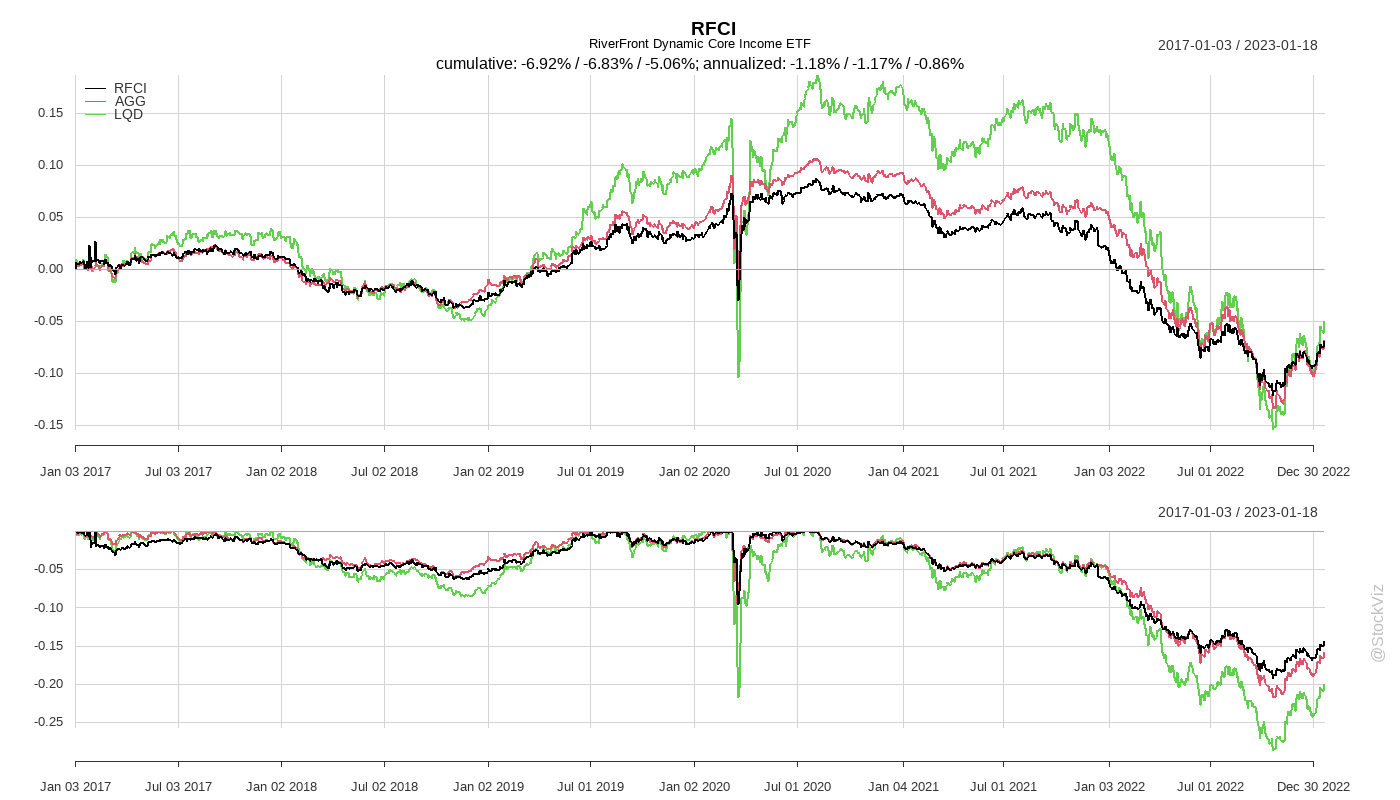 RFCI
RiverFront Dynamic Core Income ETF
2017-01-03 / 2023-01-18
cumulative: -6.92% / -6.83% / -5.06%; annualized: -1.18% / -1.17% / -0.86%
RFCI
AGG
LQD
0.15
0.10
0.05
0.00
-0.05
-0.10
-0.15
Jan 03 2017 Jul 03 2017 Jan 02 2018 Jul 02 2018 Jan 02 2019 Jul 01 2019 Jan 02 2020 Jul 01 2020 Jan 04 2021 Jul 01 2021 Jan 03 2022 Jul 01 2022 Dec 30 2022
2017-01-03 / 2023-01-18
-0.05
-0.10
-0.15
-0.20
-0.25
Jan 03 2017 Jul 03 2017 Jan 02 2018 Jul 02 2018 Jan 02 2019 Jul 01 2019 Jan 02 2020 Jul 01 2020 Jan 04 2021 Jul 01 2021 Jan 03 2022 Jul 01 2022 Dec 30 2022
@StockViz